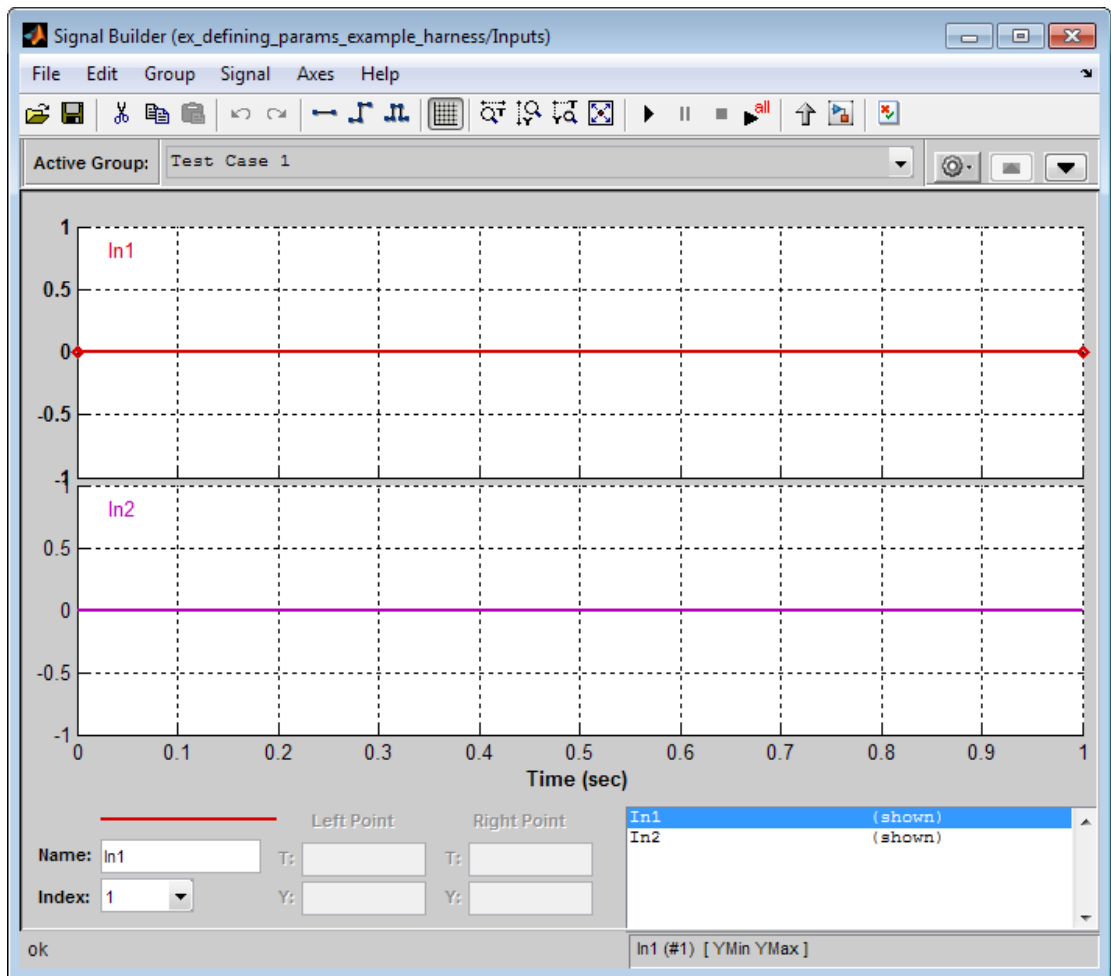 Signal Builder (ex_defining_params_example_harness/Inputs)
File Edit Group Signal Axes Help
all
Active Group: Test Case 1
1
In1
0.5
0
-0.5
-1
1
In2
0.5
0
-0.5
-1
0 0.1 0.2 0.3 0.4 0.5 0.6 0.7 0.8 0.9 1
Time (sec)
Left Point Right Point
In1 (shown)
In2 (shown)
Name: In1 T: T:
Index: 1 Y: Y:
ok In1 (#1) [ YMin YMax ]